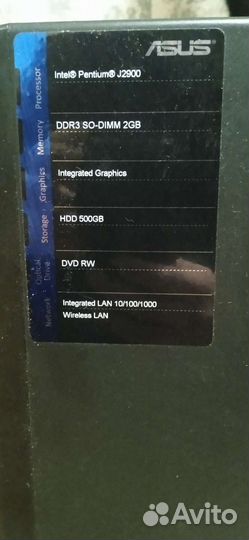 ASUS
Processor
Intel® Pentium® J2900
Memory
DDR3 SO-DIMM 2GB
Graphics
Integrated Graphics
Storage
HDD 500GB
Optical Drive
DVD RW
Network
Integrated LAN 10/100/1000
Wireless LAN
Avito